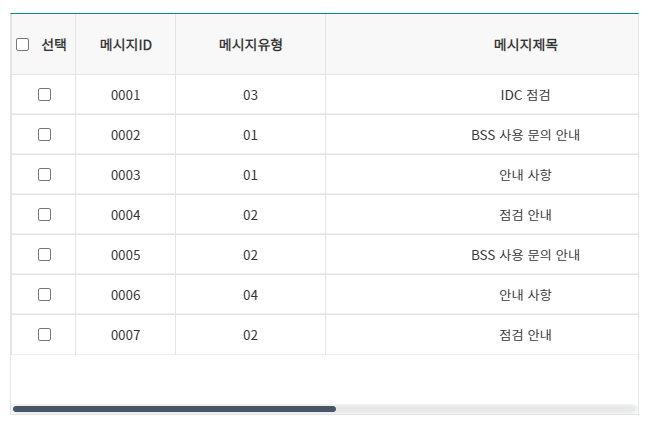 선택 메시지ID 메시지유형 메시지제목
0001 03 IDC 점검
0002 01 BSS 사용 문의 안내
0003 01 안내 사항
0004 02 점검 안내
0005 02 BSS 사용 문의 안내
0006 04 안내 사항
0007 02 점검 안내